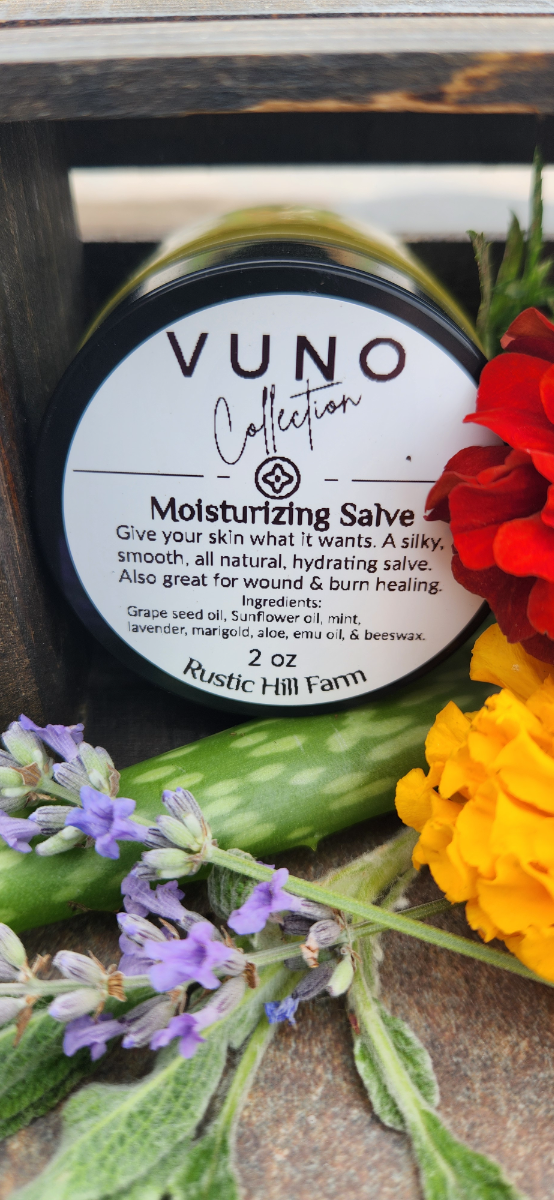 VUNO
Collection
Moisturizing Salve
Give your skin what it wants. A silky,
smooth, all natural, hydrating salve.
Also great for wound & burn healing.
Ingredients:
Grape seed oil, Sunflower oil, mint,
lavender, marigold, aloe, emu oil, & beeswax.
2 oz
Rustic Hill Farm